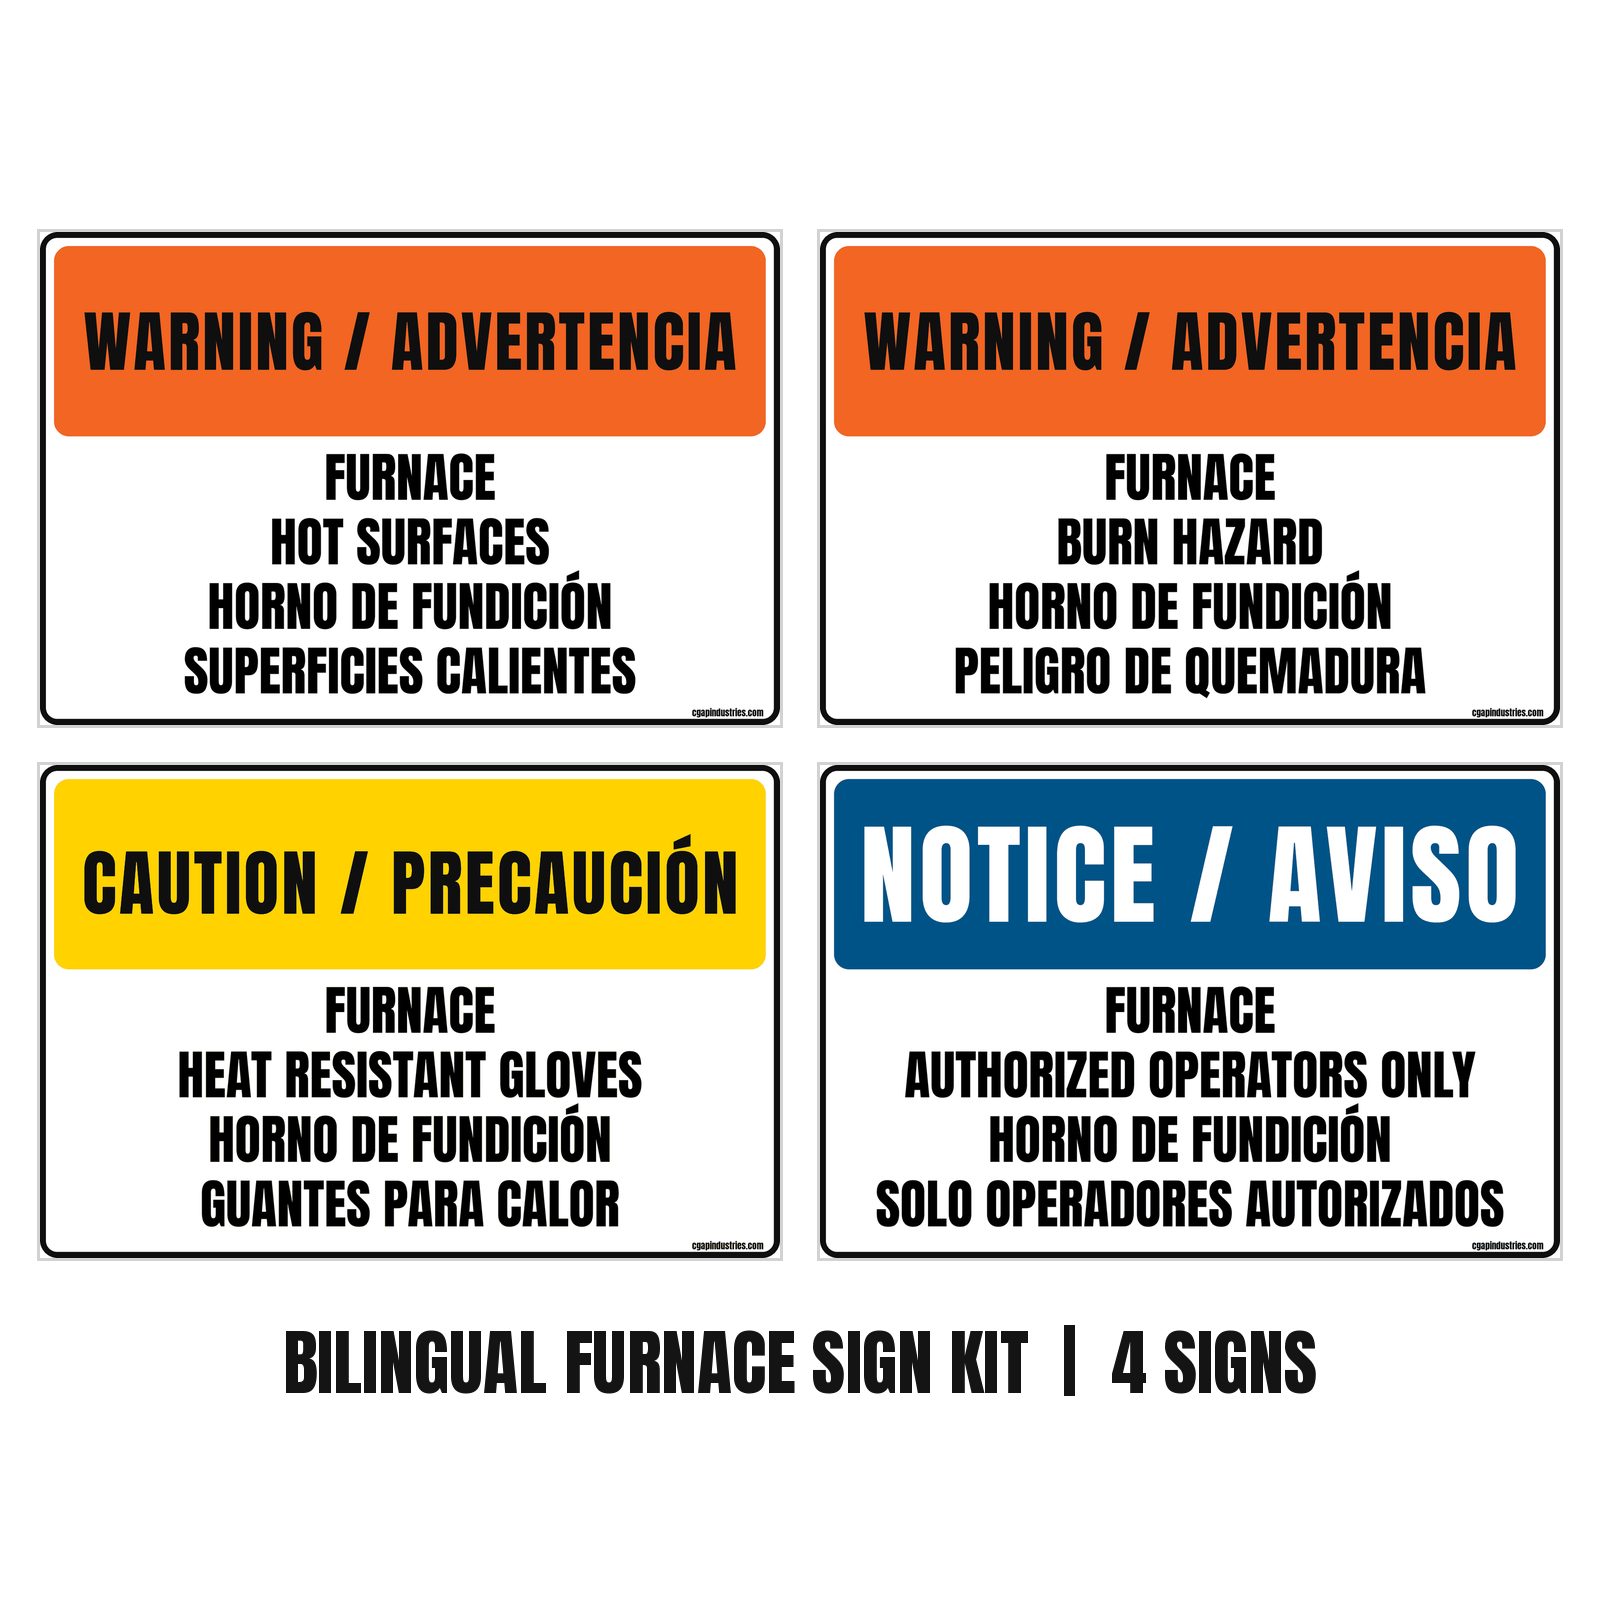 WARNING / ADVERTENCIA
FURNACE
HOT SURFACES
HORNO DE FUNDICIÓN
SUPERFICIES CALIENTES
cgapindustries.com
WARNING / ADVERTENCIA
FURNACE
BURN HAZARD
HORNO DE FUNDICIÓN
PELIGRO DE QUEMADURA
cgapindustries.com
CAUTION / PRECAUCIÓN
FURNACE
HEAT RESISTANT GLOVES
HORNO DE FUNDICIÓN
GUANTES PARA CALOR
cgapindustries.com
NOTICE / AVISO
FURNACE
AUTHORIZED OPERATORS ONLY
HORNO DE FUNDICIÓN
SOLO OPERADORES AUTORIZADOS
cgapindustries.com
BILINGUAL FURNACE SIGN KIT | 4 SIGNS